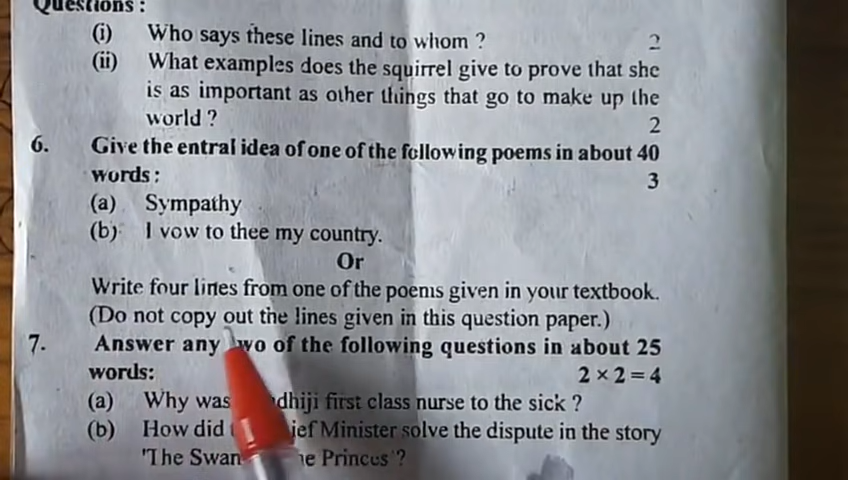 Questions :
(i) Who says these lines and to whom ? 2
(ii) What examples does the squirrel give to prove that she
is as important as other things that go to make up the
world ? 2
6. Give the entral idea of one of the following poems in about 40
words : 3
(a) Sympathy
(b) I vow to thee my country.
Or
Write four lines from one of the poems given in your textbook.
(Do not copy out the lines given in this question paper.)
7. Answer any two of the following questions in about 25
words: 2 × 2 = 4
(a) Why was dhiji first class nurse to the sick ?
(b) How did ief Minister solve the dispute in the story
'The Swan e Princes'?